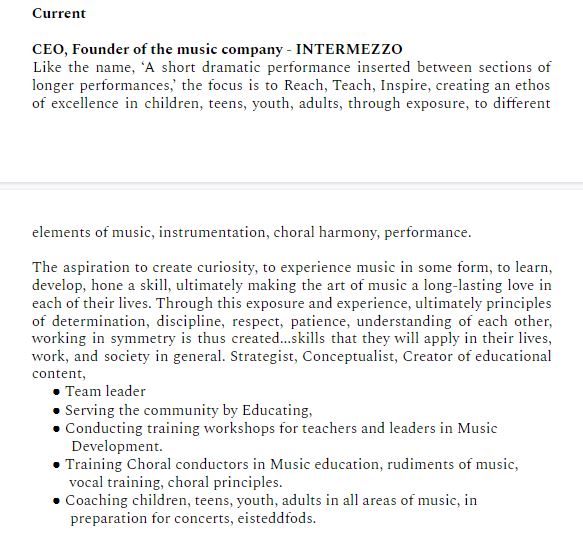 Current
CEO, Founder of the music company - INTERMEZZO
Like the name, ‘A short dramatic performance inserted between sections of
longer performances,’ the focus is to Reach, Teach, Inspire, creating an ethos
of excellence in children, teens, youth, adults, through exposure, to different
elements of music, instrumentation, choral harmony, performance.
The aspiration to create curiosity, to experience music in some form, to learn,
develop, hone a skill, ultimately making the art of music a long-lasting love in
each of their lives. Through this exposure and experience, ultimately principles
of determination, discipline, respect, patience, understanding of each other,
working in symmetry is thus created...skills that they will apply in their lives,
work, and society in general. Strategist, Conceptualist, Creator of educational
content,
● Team leader
● Serving the community by Educating,
● Conducting training workshops for teachers and leaders in Music
Development.
● Training Choral conductors in Music education, rudiments of music,
vocal training, choral principles.
● Coaching children, teens, youth, adults in all areas of music, in
preparation for concerts, eisteddfods.